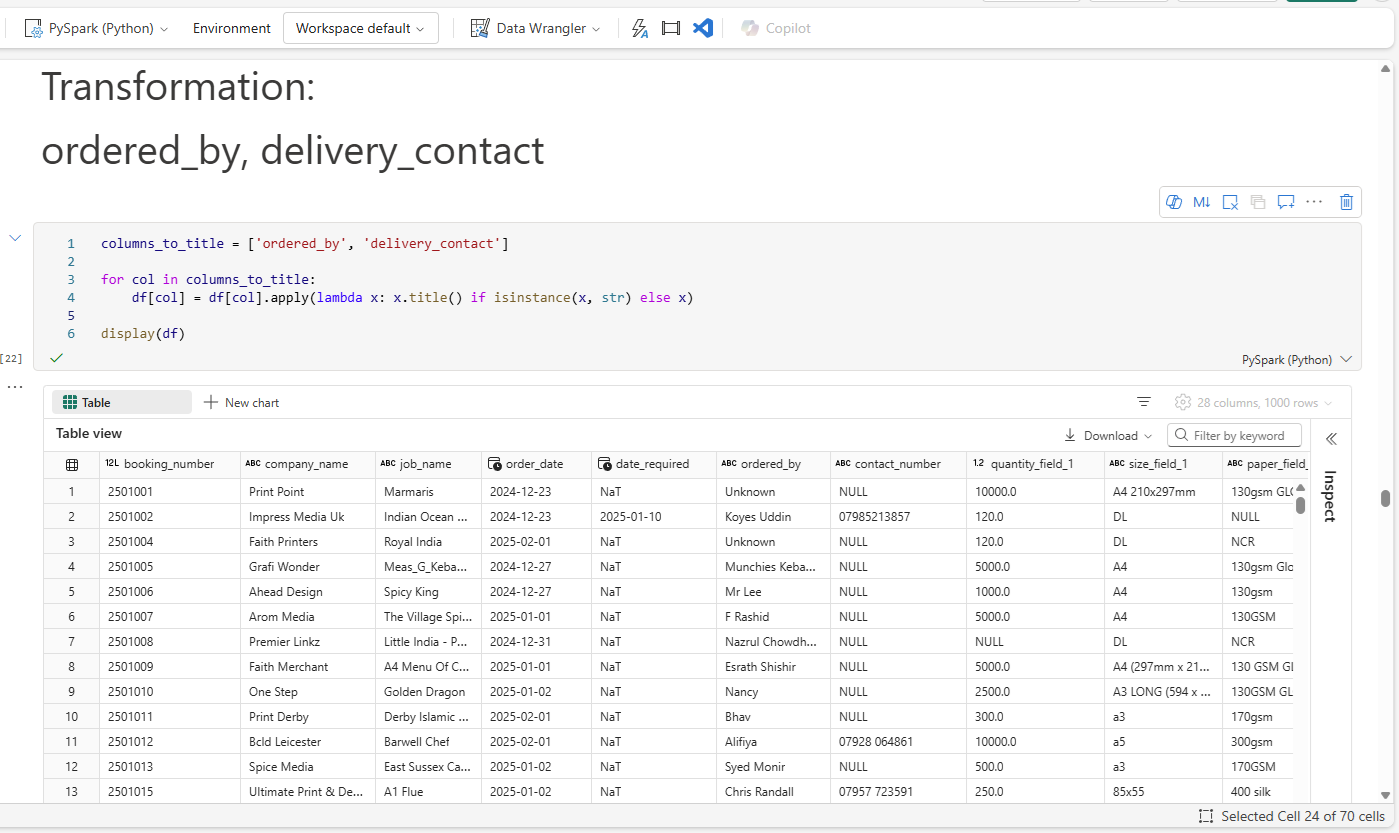 PySpark (Python) Environment Workspace default Data Wrangler Copilot
Transformation:
ordered_by, delivery_contact
M↓ ...
1 columns_to_title = ['ordered_by', 'delivery_contact']
2
3 for col in columns_to_title:
4     df[col] = df[col].apply(lambda x: x.title() if isinstance(x, str) else x)
5
6 display(df)
[22] PySpark (Python)
Table New chart 28 columns, 1000 rows
Table view Download Filter by keyword
12L booking_number ABC company_name ABC job_name order_date date_required ABC ordered_by ABC contact_number 1.2 quantity_field_1 ABC size_field_1 ABC paper_field_
1 2501001 Print Point Marmaris 2024-12-23 NaT Unknown NULL 10000.0 A4 210x297mm 130gsm GLO
2 2501002 Impress Media Uk Indian Ocean ... 2024-12-23 2025-01-10 Koyes Uddin 07985213857 120.0 DL NULL
3 2501004 Faith Printers Royal India 2025-02-01 NaT Unknown NULL 120.0 DL NCR
4 2501005 Grafi Wonder Meas_G_Keba... 2024-12-27 NaT Munchies Keba... NULL 5000.0 A4 130gsm Glo
5 2501006 Ahead Design Spicy King 2024-12-27 NaT Mr Lee NULL 1000.0 A4 130gsm
6 2501007 Arom Media The Village Spi... 2025-01-01 NaT F Rashid NULL 5000.0 A4 130GSM
7 2501008 Premier Linkz Little India - P... 2024-12-31 NaT Nazrul Chowdh... NULL NULL DL NCR
8 2501009 Faith Merchant A4 Menu Of C... 2025-01-01 NaT Esrath Shishir NULL 5000.0 A4 (297mm x 21... 130 GSM GL
9 2501010 One Step Golden Dragon 2025-01-02 NaT Nancy NULL 2500.0 A3 LONG (594 x ... 130GSM GL
10 2501011 Print Derby Derby Islamic ... 2025-02-01 NaT Bhav NULL 300.0 a3 170gsm
11 2501012 Bcld Leicester Barwell Chef 2025-02-01 NaT Alifiya 07928 064861 10000.0 a5 300gsm
12 2501013 Spice Media East Sussex Ca... 2025-01-02 NaT Syed Monir NULL 500.0 a3 170GSM
13 2501015 Ultimate Print & De... A1 Flue 2025-01-02 NaT Chris Randall 07957 723591 250.0 85x55 400 silk
Inspect
Selected Cell 24 of 70 cells